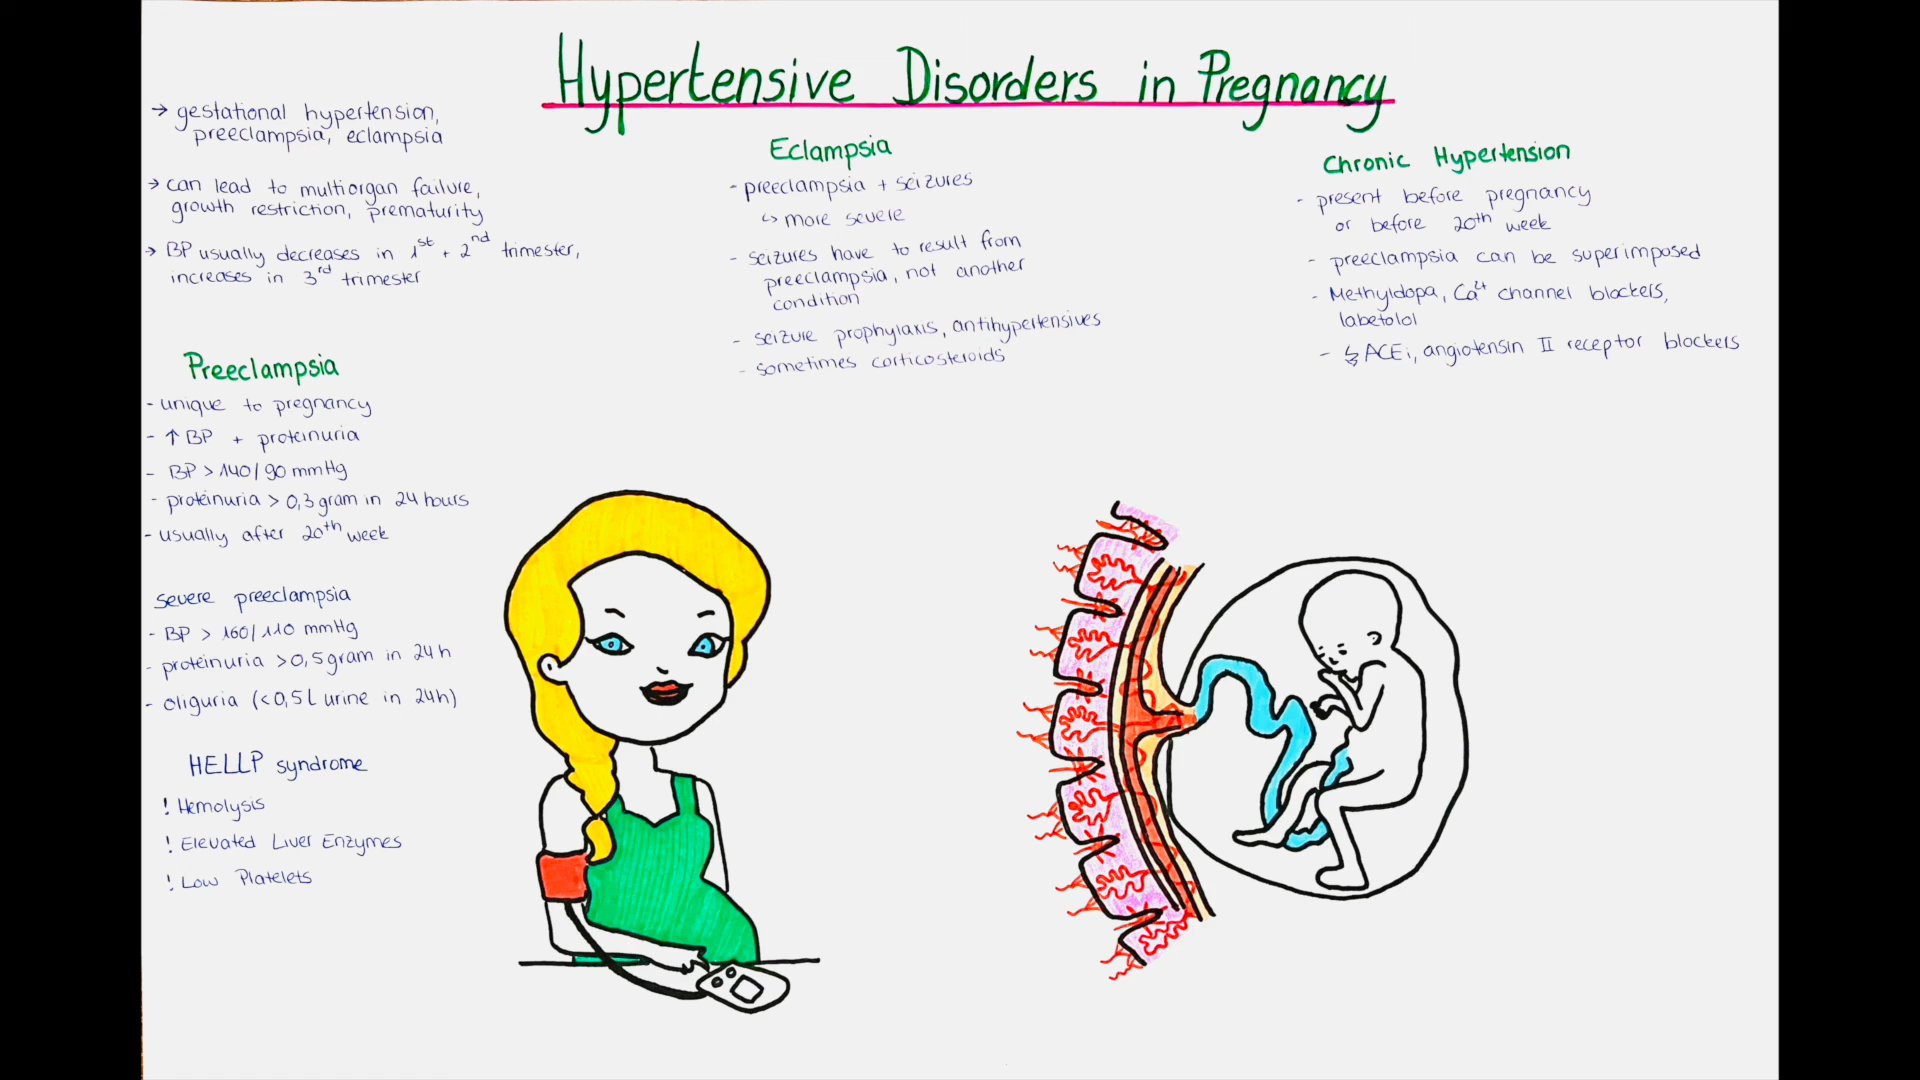 Hypertensive Disorders in Pregnancy
→ gestational hypertension,
preeclampsia, eclampsia
→ can lead to multiorgan failure,
growth restriction, prematurity
→ BP usually decreases in 1st + 2nd trimester,
increases in 3rd trimester
Preeclampsia
- unique to pregnancy
- ↑ BP + proteinuria
- BP > 140/90 mmHg
- proteinuria > 0,3 gram in 24 hours
- usually after 20th week
severe preeclampsia
- BP > 160/110 mmHg
- proteinuria > 0,5 gram in 24 h
- oliguria (< 0,5 L urine in 24h)
HELLP syndrome
! Hemolysis
! Elevated Liver Enzymes
! Low Platelets
Eclampsia
- preeclampsia + seizures
↳ more severe
- seizures have to result from
preeclampsia, not another
condition
- seizure prophylaxis, antihypertensives
- sometimes corticosteroids
Chronic Hypertension
- present before pregnancy
or before 20th week
- preeclampsia can be superimposed
- Methyldopa, Ca2+ channel blockers,
labetolol
- ↯ ACEi, angiotensin II receptor blockers